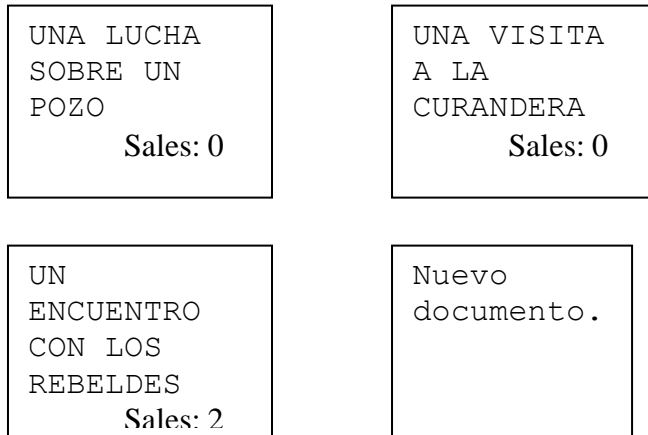 UNA LUCHA
SOBRE UN
POZO
Sales: 0
UNA VISITA
A LA
CURANDERA
Sales: 0
UN
ENCUENTRO
CON LOS
REBELDES
Sales: 2
Nuevo
documento.